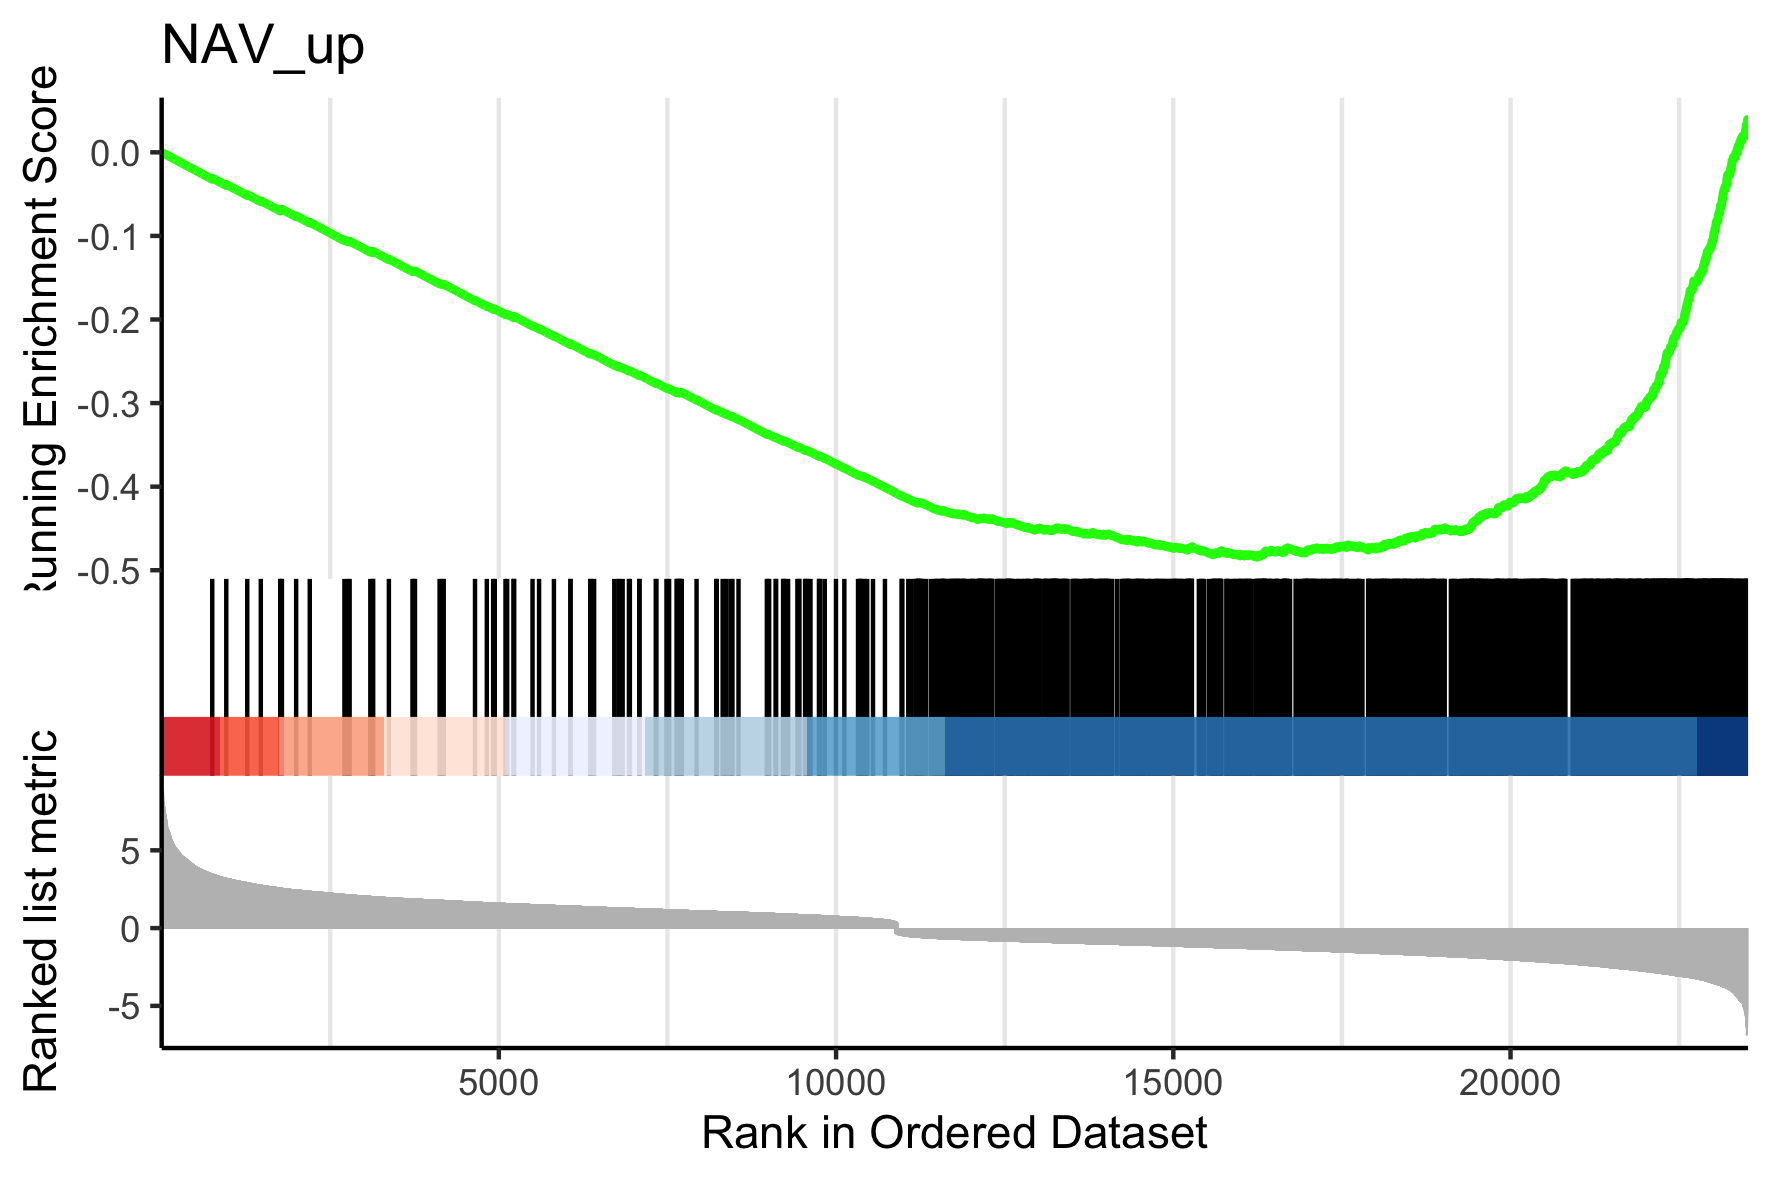 NAV_up
Running Enrichment Score
0.0
-0.1
-0.2
-0.3
-0.4
-0.5
Ranked list metric
5
0
-5
5000 10000 15000 20000
Rank in Ordered Dataset